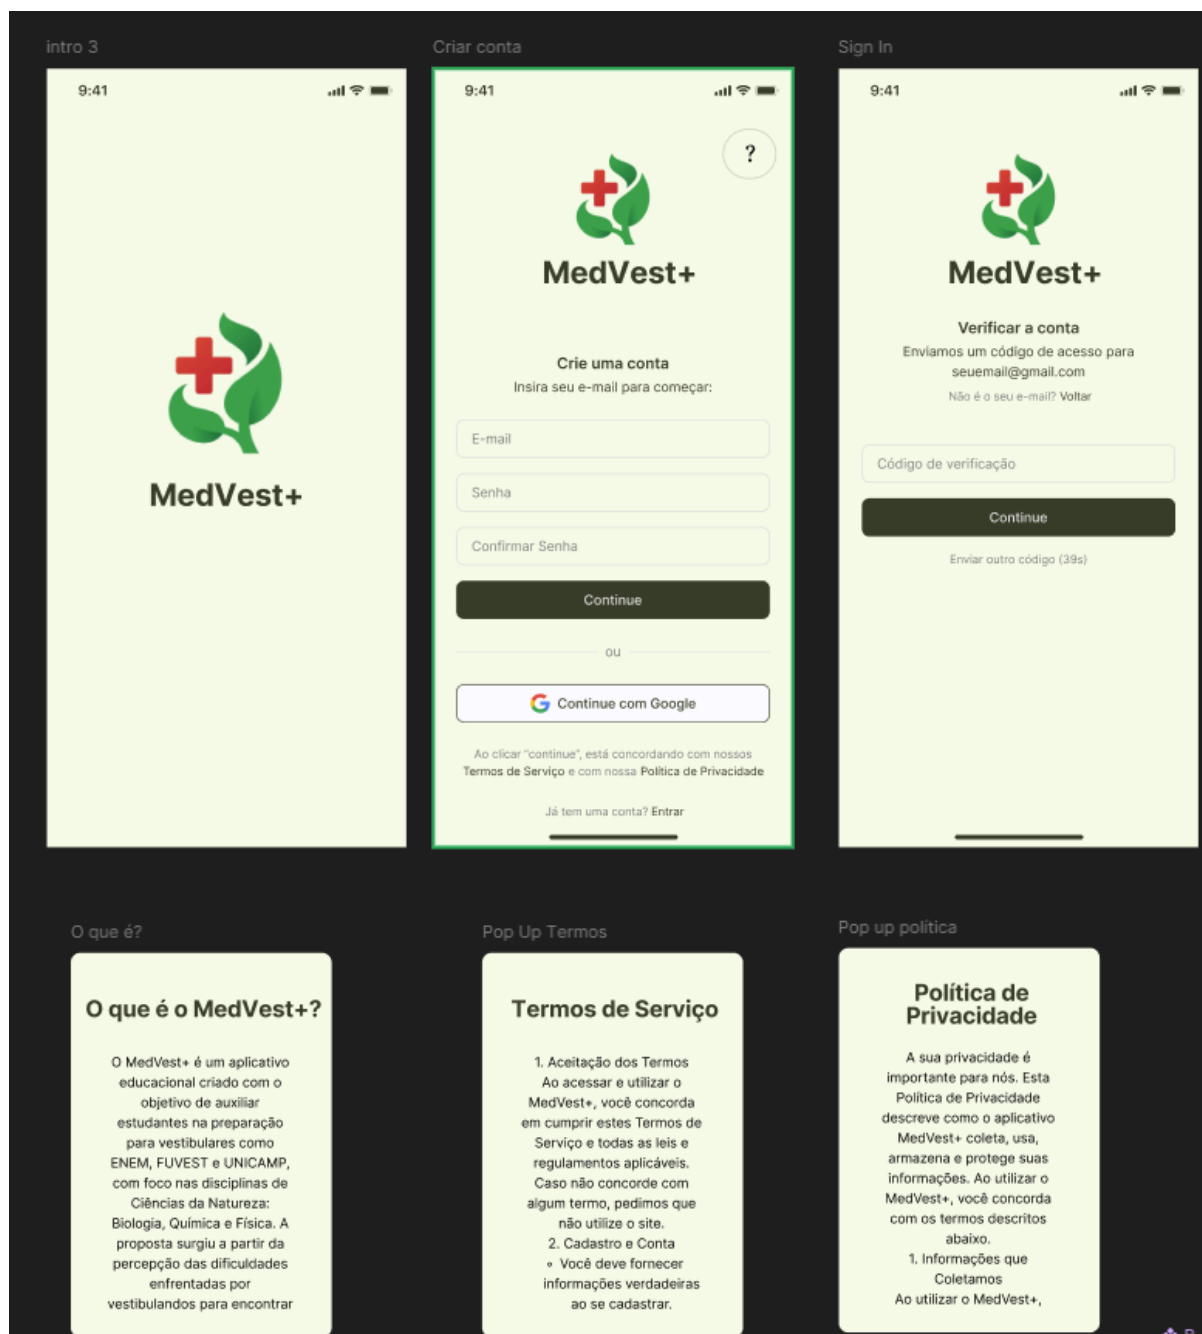 intro 3
9:41
MedVest+
Criar conta
9:41
?
MedVest+
Crie uma conta
Insira seu e-mail para começar:
E-mail
Senha
Confirmar Senha
Continue
ou
Continue com Google
Ao clicar "continue", está concordando com nossos
Termos de Serviço e com nossa Política de Privacidade
Já tem uma conta? Entrar
Sign In
9:41
MedVest+
Verificar a conta
Enviamos um código de acesso para
seuemail@gmail.com
Não é o seu e-mail? Voltar
Código de verificação
Continue
Enviar outro código (39s)
O que é?
O que é o MedVest+?
O MedVest+ é um aplicativo
educacional criado com o
objetivo de auxiliar
estudantes na preparação
para vestibulares como
ENEM, FUVEST e UNICAMP,
com foco nas disciplinas de
Ciências da Natureza:
Biologia, Química e Física. A
proposta surgiu a partir da
percepção das dificuldades
enfrentadas por
vestibulandos para encontrar
Pop Up Termos
Termos de Serviço
1. Aceitação dos Termos
Ao acessar e utilizar o
MedVest+, você concorda
em cumprir estes Termos de
Serviço e todas as leis e
regulamentos aplicáveis.
Caso não concorde com
algum termo, pedimos que
não utilize o site.
2. Cadastro e Conta
◦ Você deve fornecer
informações verdadeiras
ao se cadastrar.
Pop up política
Política de
Privacidade
A sua privacidade é
importante para nós. Esta
Política de Privacidade
descreve como o aplicativo
MedVest+ coleta, usa,
armazena e protege suas
informações. Ao utilizar o
MedVest+, você concorda
com os termos descritos
abaixo.
1. Informações que
Coletamos
Ao utilizar o MedVest+,